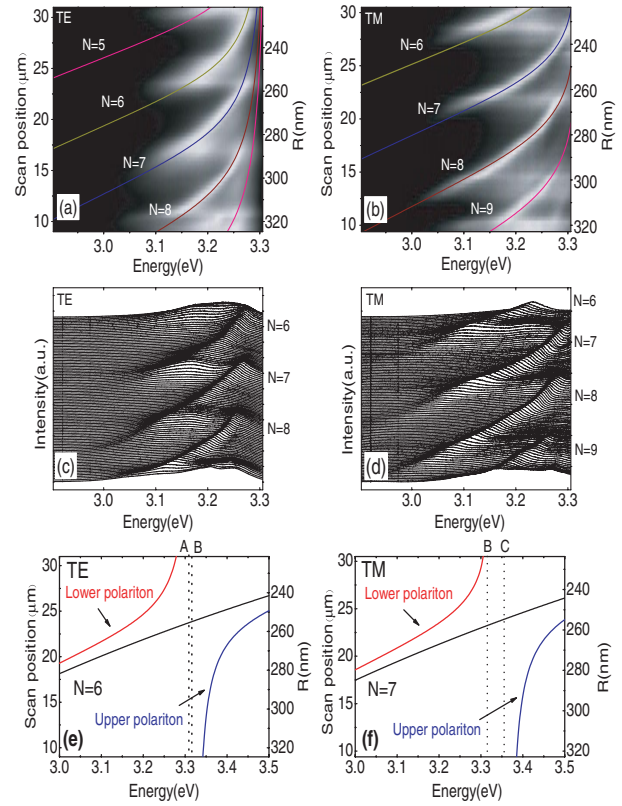 TE
N=5
N=6
N=7
N=8
(a)
Scan position (μm)
30
25
20
15
10
3.0 3.1 3.2 3.3
Energy(eV)
R(nm)
240
260
280
300
320
TM
N=6
N=7
N=8
N=9
(b)
Scan position (μm)
30
25
20
15
10
3.0 3.1 3.2 3.3
Energy(eV)
R(nm)
240
260
280
300
320
TE
N=6
N=7
N=8
(c)
Intensity(a.u.)
3.0 3.1 3.2 3.3
Energy(eV)
TM
N=6
N=7
N=8
N=9
(d)
Intensity(a.u.)
3.0 3.1 3.2 3.3
Energy(eV)
A B
TE
Lower polariton
N=6
Upper polariton
(e)
Scan position (μm)
30
25
20
15
10
3.0 3.1 3.2 3.3 3.4 3.5
Energy(eV)
R(nm)
240
260
280
300
320
B C
TM
Lower polariton
N=7
Upper polariton
(f)
Scan position (μm)
30
25
20
15
10
3.0 3.1 3.2 3.3 3.4 3.5
Energy(eV)
R(nm)
240
260
280
300
320